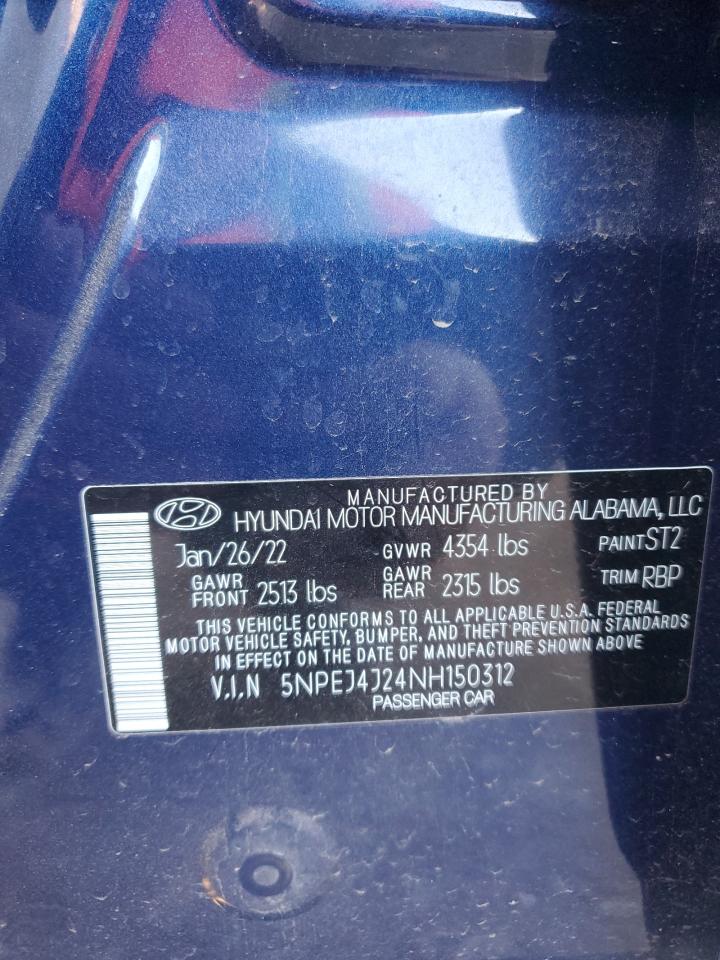 MANUFACTURED BY
HYUNDAI MOTOR MANUFACTURING ALABAMA, LLC
Jan/26/22 GVWR 4354 lbs PAINT ST2
GAWR FRONT 2513 lbs GAWR REAR 2315 lbs TRIM RBP
THIS VEHICLE CONFORMS TO ALL APPLICABLE U.S.A. FEDERAL
MOTOR VEHICLE SAFETY, BUMPER, AND THEFT PREVENTION STANDARDS
IN EFFECT ON THE DATE OF MANUFACTURE SHOWN ABOVE
V.I.N 5NPEJ4J24NH150312
PASSENGER CAR